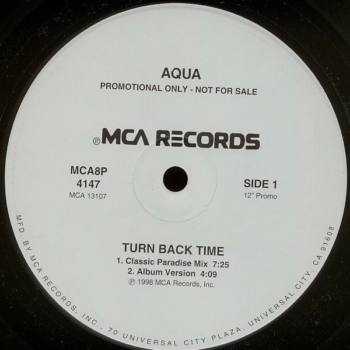 AQUA
PROMOTIONAL ONLY - NOT FOR SALE
®MCA RECORDS
MCA8P
4147
MCA 13107
SIDE 1
12" Promo
TURN BACK TIME
1. Classic Paradise Mix 7:25
2. Album Version 4:09
℗ 1998 MCA Records, Inc.
MFD. BY MCA RECORDS, INC., 70 UNIVERSAL CITY PLAZA, UNIVERSAL CITY, CA. 91608